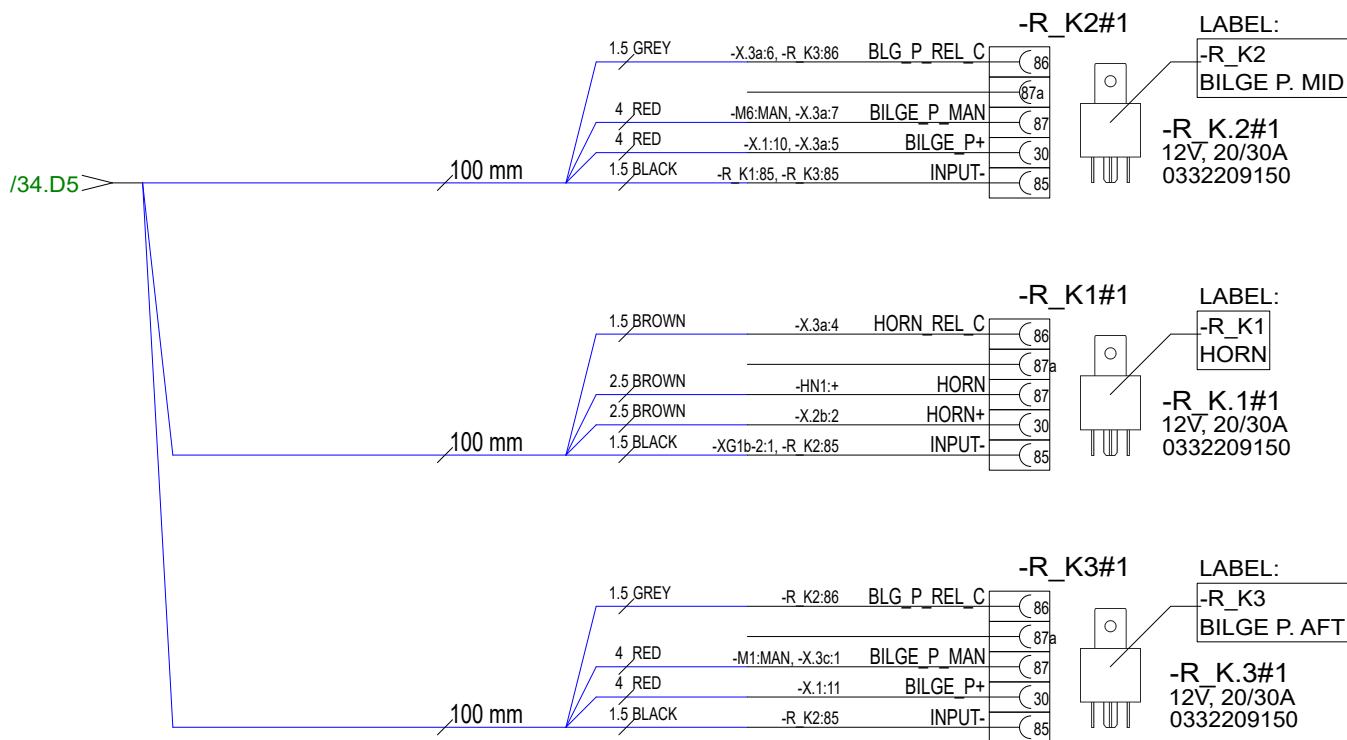 /34.D5
100 mm
-R_K2#1
LABEL:
-R_K2
BILGE P. MID
1.5 GREY -X.3a:6, -R_K3:86 BLG_P_REL_C 86
87a
4 RED -M6:MAN, -X.3a:7 BILGE_P_MAN 87
4 RED -X.1:10, -X.3a:5 BILGE_P+ 30
1.5 BLACK -R_K1:85, -R_K3:85 INPUT- 85
-R_K.2#1
12V, 20/30A
0332209150
100 mm
-R_K1#1
LABEL:
-R_K1
HORN
1.5 BROWN -X.3a:4 HORN_REL_C 86
87a
2.5 BROWN -HN1:+ HORN 87
2.5 BROWN -X.2b:2 HORN+ 30
1.5 BLACK -XG1b-2:1, -R_K2:85 INPUT- 85
-R_K.1#1
12V, 20/30A
0332209150
100 mm
-R_K3#1
LABEL:
-R_K3
BILGE P. AFT
1.5 GREY -R_K2:86 BLG_P_REL_C 86
87a
4 RED -M1:MAN, -X.3c:1 BILGE_P_MAN 87
4 RED -X.1:11 BILGE_P+ 30
1.5 BLACK -R_K2:85 INPUT- 85
-R_K.3#1
12V, 20/30A
0332209150